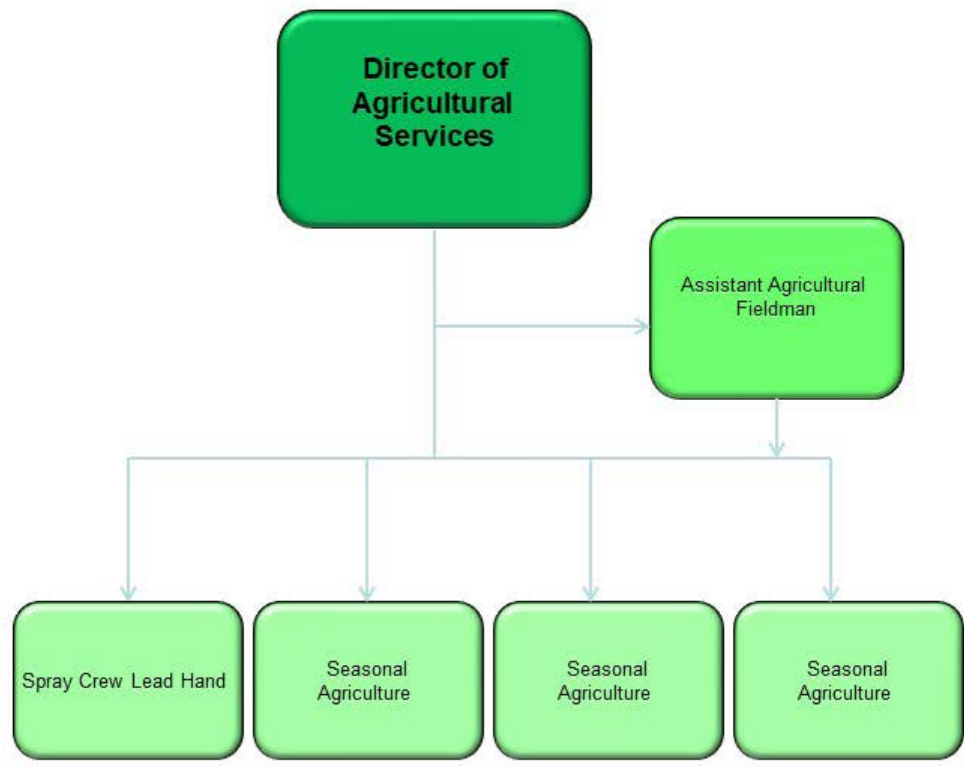 Director of
Agricultural
Services
Assistant Agricultural
Fieldman
Spray Crew Lead Hand
Seasonal
Agriculture
Seasonal
Agriculture
Seasonal
Agriculture